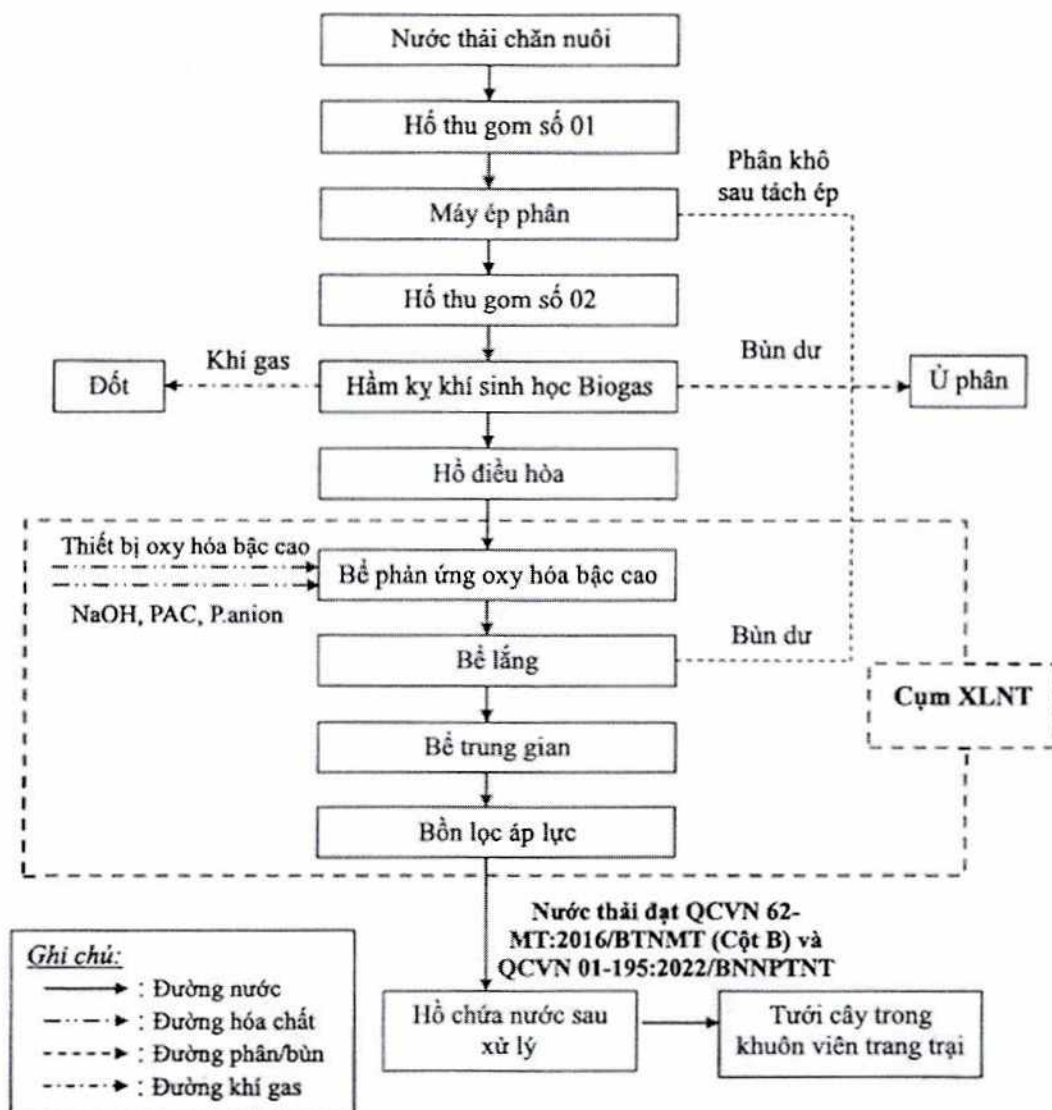 Nước thải chăn nuôi
Hố thu gom số 01
Phân khô
sau tách ép
Máy ép phân
Hố thu gom số 02
Khí gas
Bùn dư
Đốt
Hầm kỵ khí sinh học Biogas
Ủ phân
Hồ điều hòa
Thiết bị oxy hóa bậc cao
Bể phản ứng oxy hóa bậc cao
NaOH, PAC, P.anion
Bùn dư
Bể lắng
Cụm XLNT
Bể trung gian
Bồn lọc áp lực
Nước thải đạt QCVN 62-
MT:2016/BTNMT (Cột B) và
QCVN 01-195:2022/BNNPTNT
Ghi chú:
: Đường nước
: Đường hóa chất
: Đường phân/bùn
: Đường khí gas
Hồ chứa nước sau
xử lý
Tưới cây trong
khuôn viên trang trại